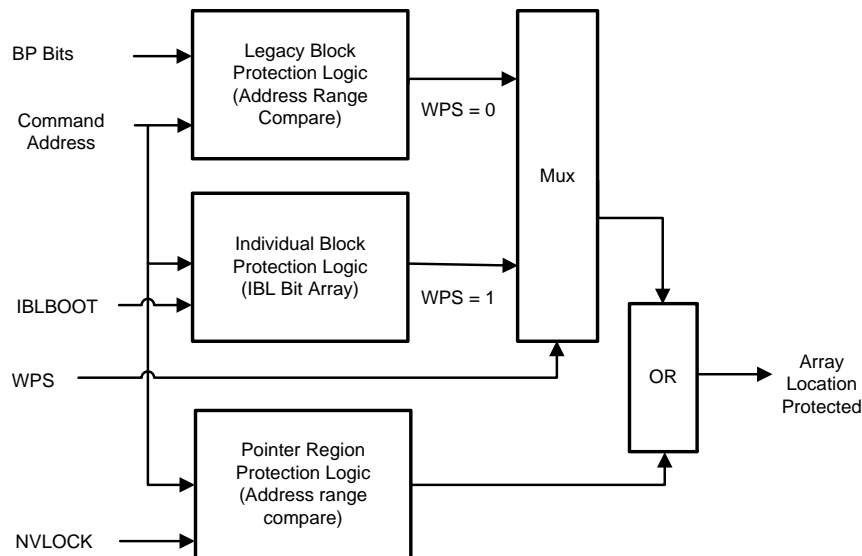 BP Bits
Command
Address
Legacy Block
Protection Logic
(Address Range
Compare)
WPS = 0
Mux
IBLBOOT
Individual Block
Protection Logic
(IBL Bit Array)
WPS = 1
WPS
OR
Array
Location
Protected
Pointer Region
Protection Logic
(Address range
compare)
NVLOCK